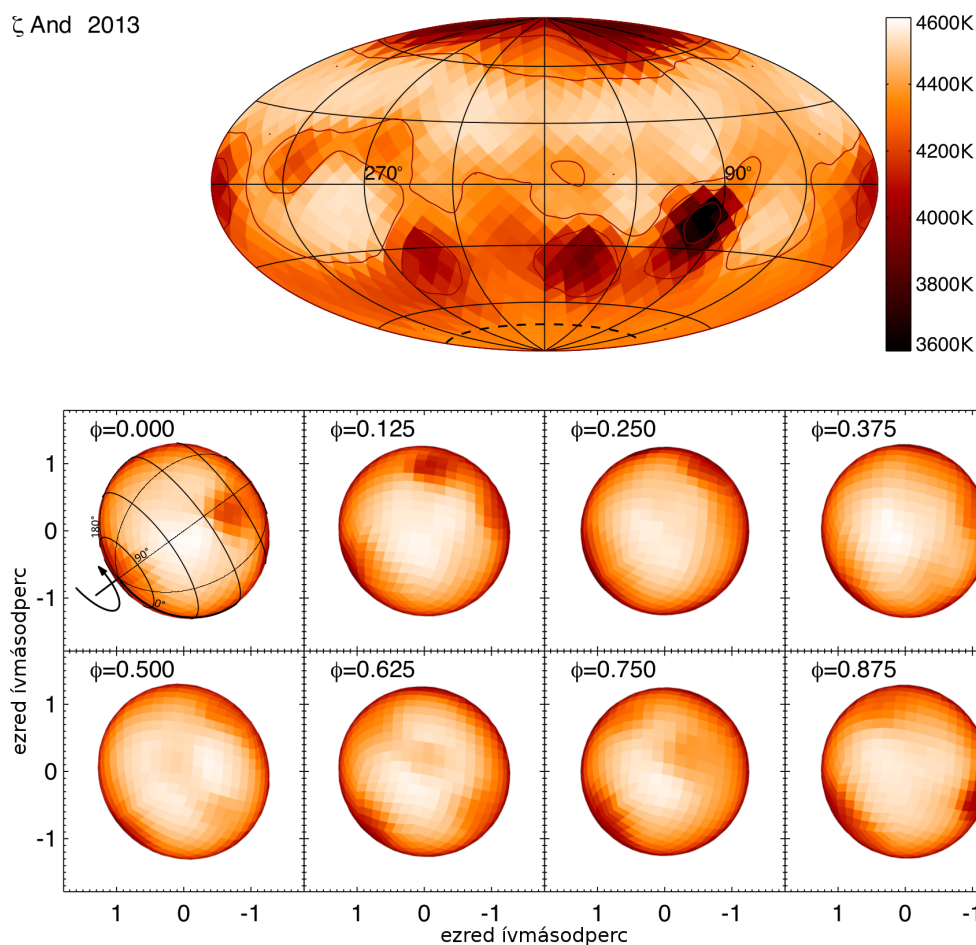 ζ And 2013
4600K
4400K
4200K
4000K
3800K
3600K
270°
90°
ϕ=0.000
ϕ=0.125
ϕ=0.250
ϕ=0.375
180°
90°
0°
1
0
-1
ϕ=0.500
ϕ=0.625
ϕ=0.750
ϕ=0.875
1
0
-1
ezred ívmásodperc
1 0 -1 1 0 -1 1 0 -1 1 0 -1
ezred ívmásodperc